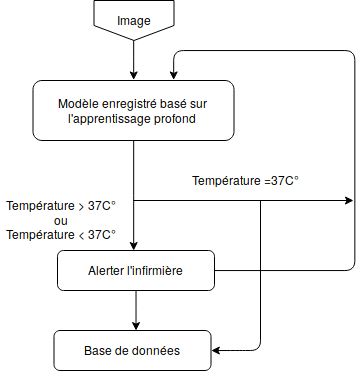 Image
Modèle enregistré basé sur
l'apprentissage profond
Température =37C°
Température > 37C°
ou
Température < 37C°
Alerter l'infirmière
Base de données